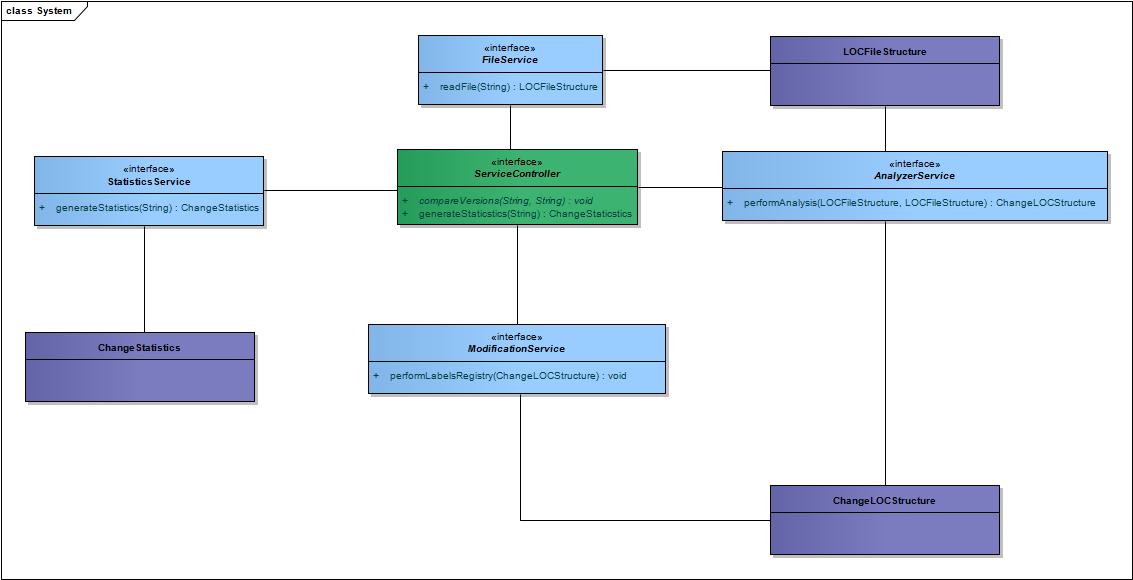 class System
«interface»
FileService
+ readFile(String) : LOCFileStructure
LOCFileStructure
«interface»
StatisticsService
+ generateStatistics(String) : ChangeStatistics
«interface»
ServiceController
+ compareVersions(String, String) : void
+ generateStaticstics(String) : ChangeStaticstics
«interface»
AnalyzerService
+ performAnalysis(LOCFileStructure, LOCFileStructure) : ChangeLOCStructure
ChangeStatistics
«interface»
ModificationService
+ performLabelsRegistry(ChangeLOCStructure) : void
ChangeLOCStructure